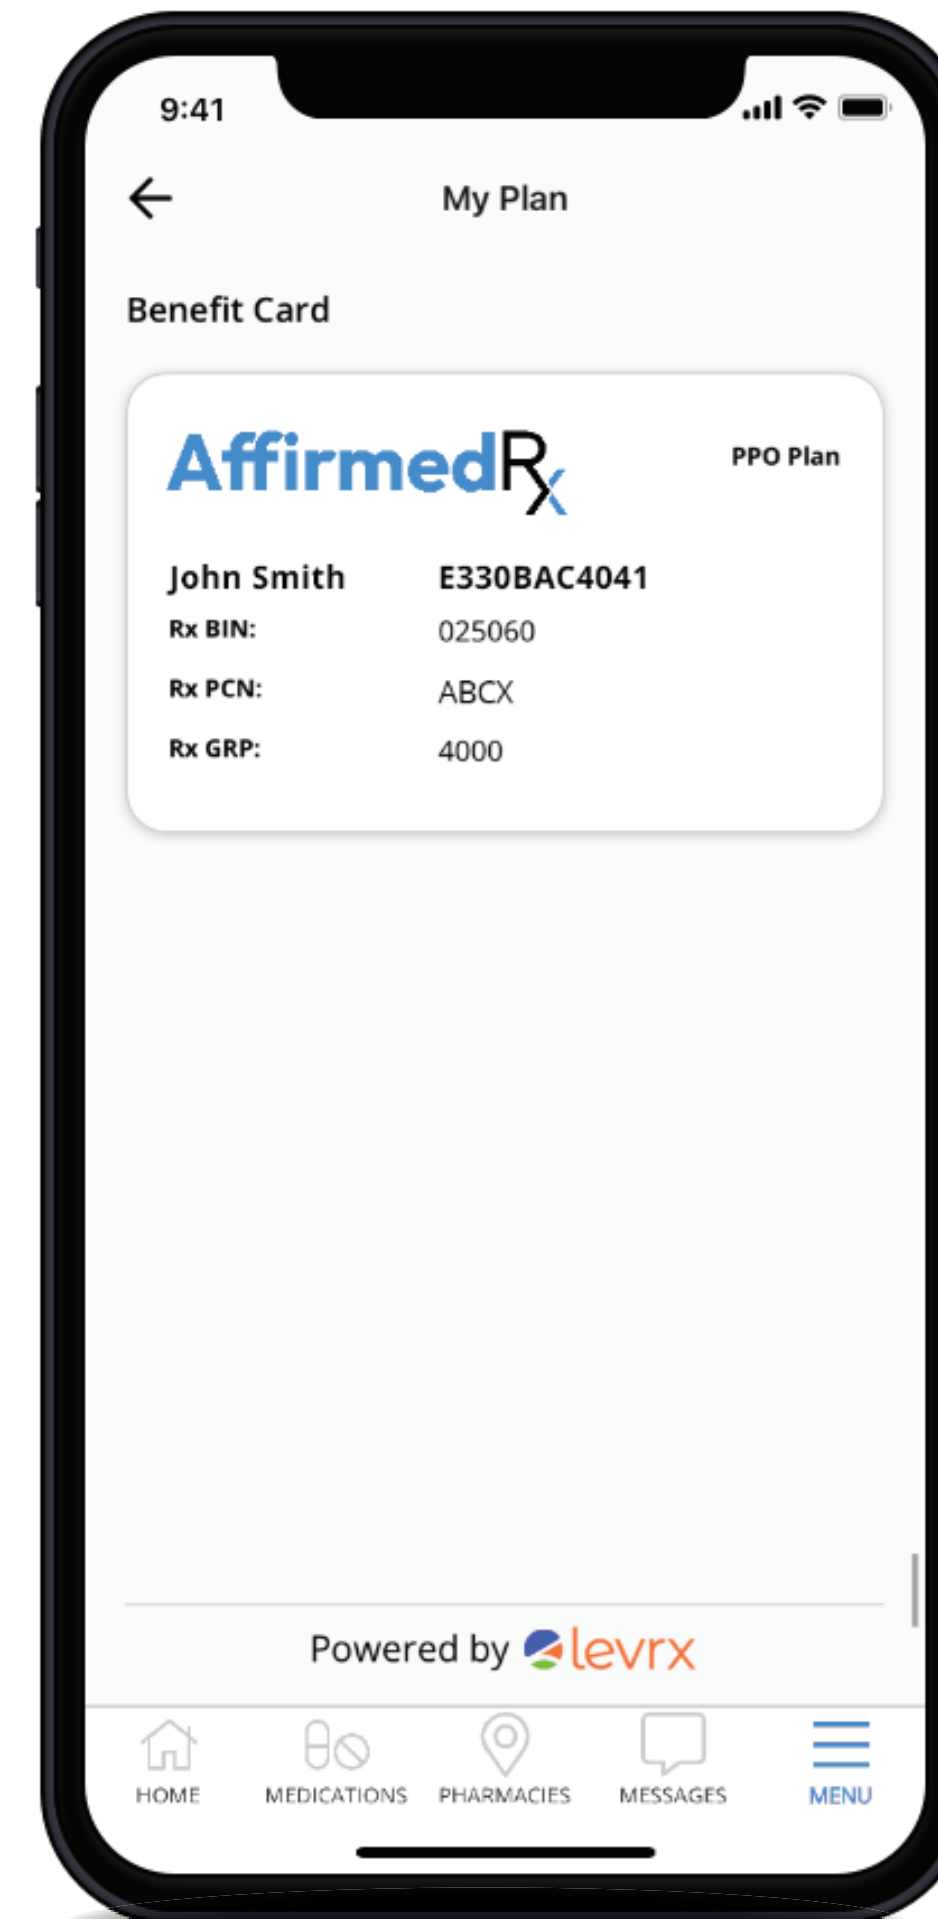 9:41
My Plan
Benefit Card
AffirmedRx
PPO Plan
John Smith E330BAC4041
Rx BIN: 025060
Rx PCN: ABCX
Rx GRP: 4000
Powered by levrx
HOME MEDICATIONS PHARMACIES MESSAGES MENU